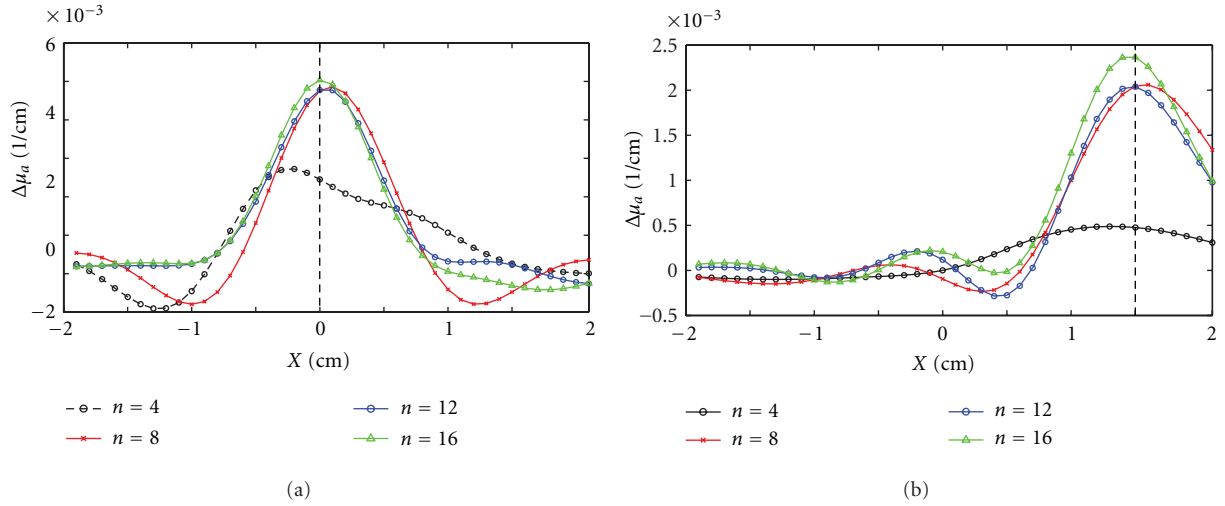 ×10⁻³
6
4
2
0
−2
−2
−1
0
1
2
Δμₐ (1/cm)
X (cm)
n = 4
n = 8
n = 12
n = 16
(a)
×10⁻³
2.5
2
1.5
1
0.5
0
−0.5
−2
−1
0
1
2
Δμₐ (1/cm)
X (cm)
n = 4
n = 8
n = 12
n = 16
(b)